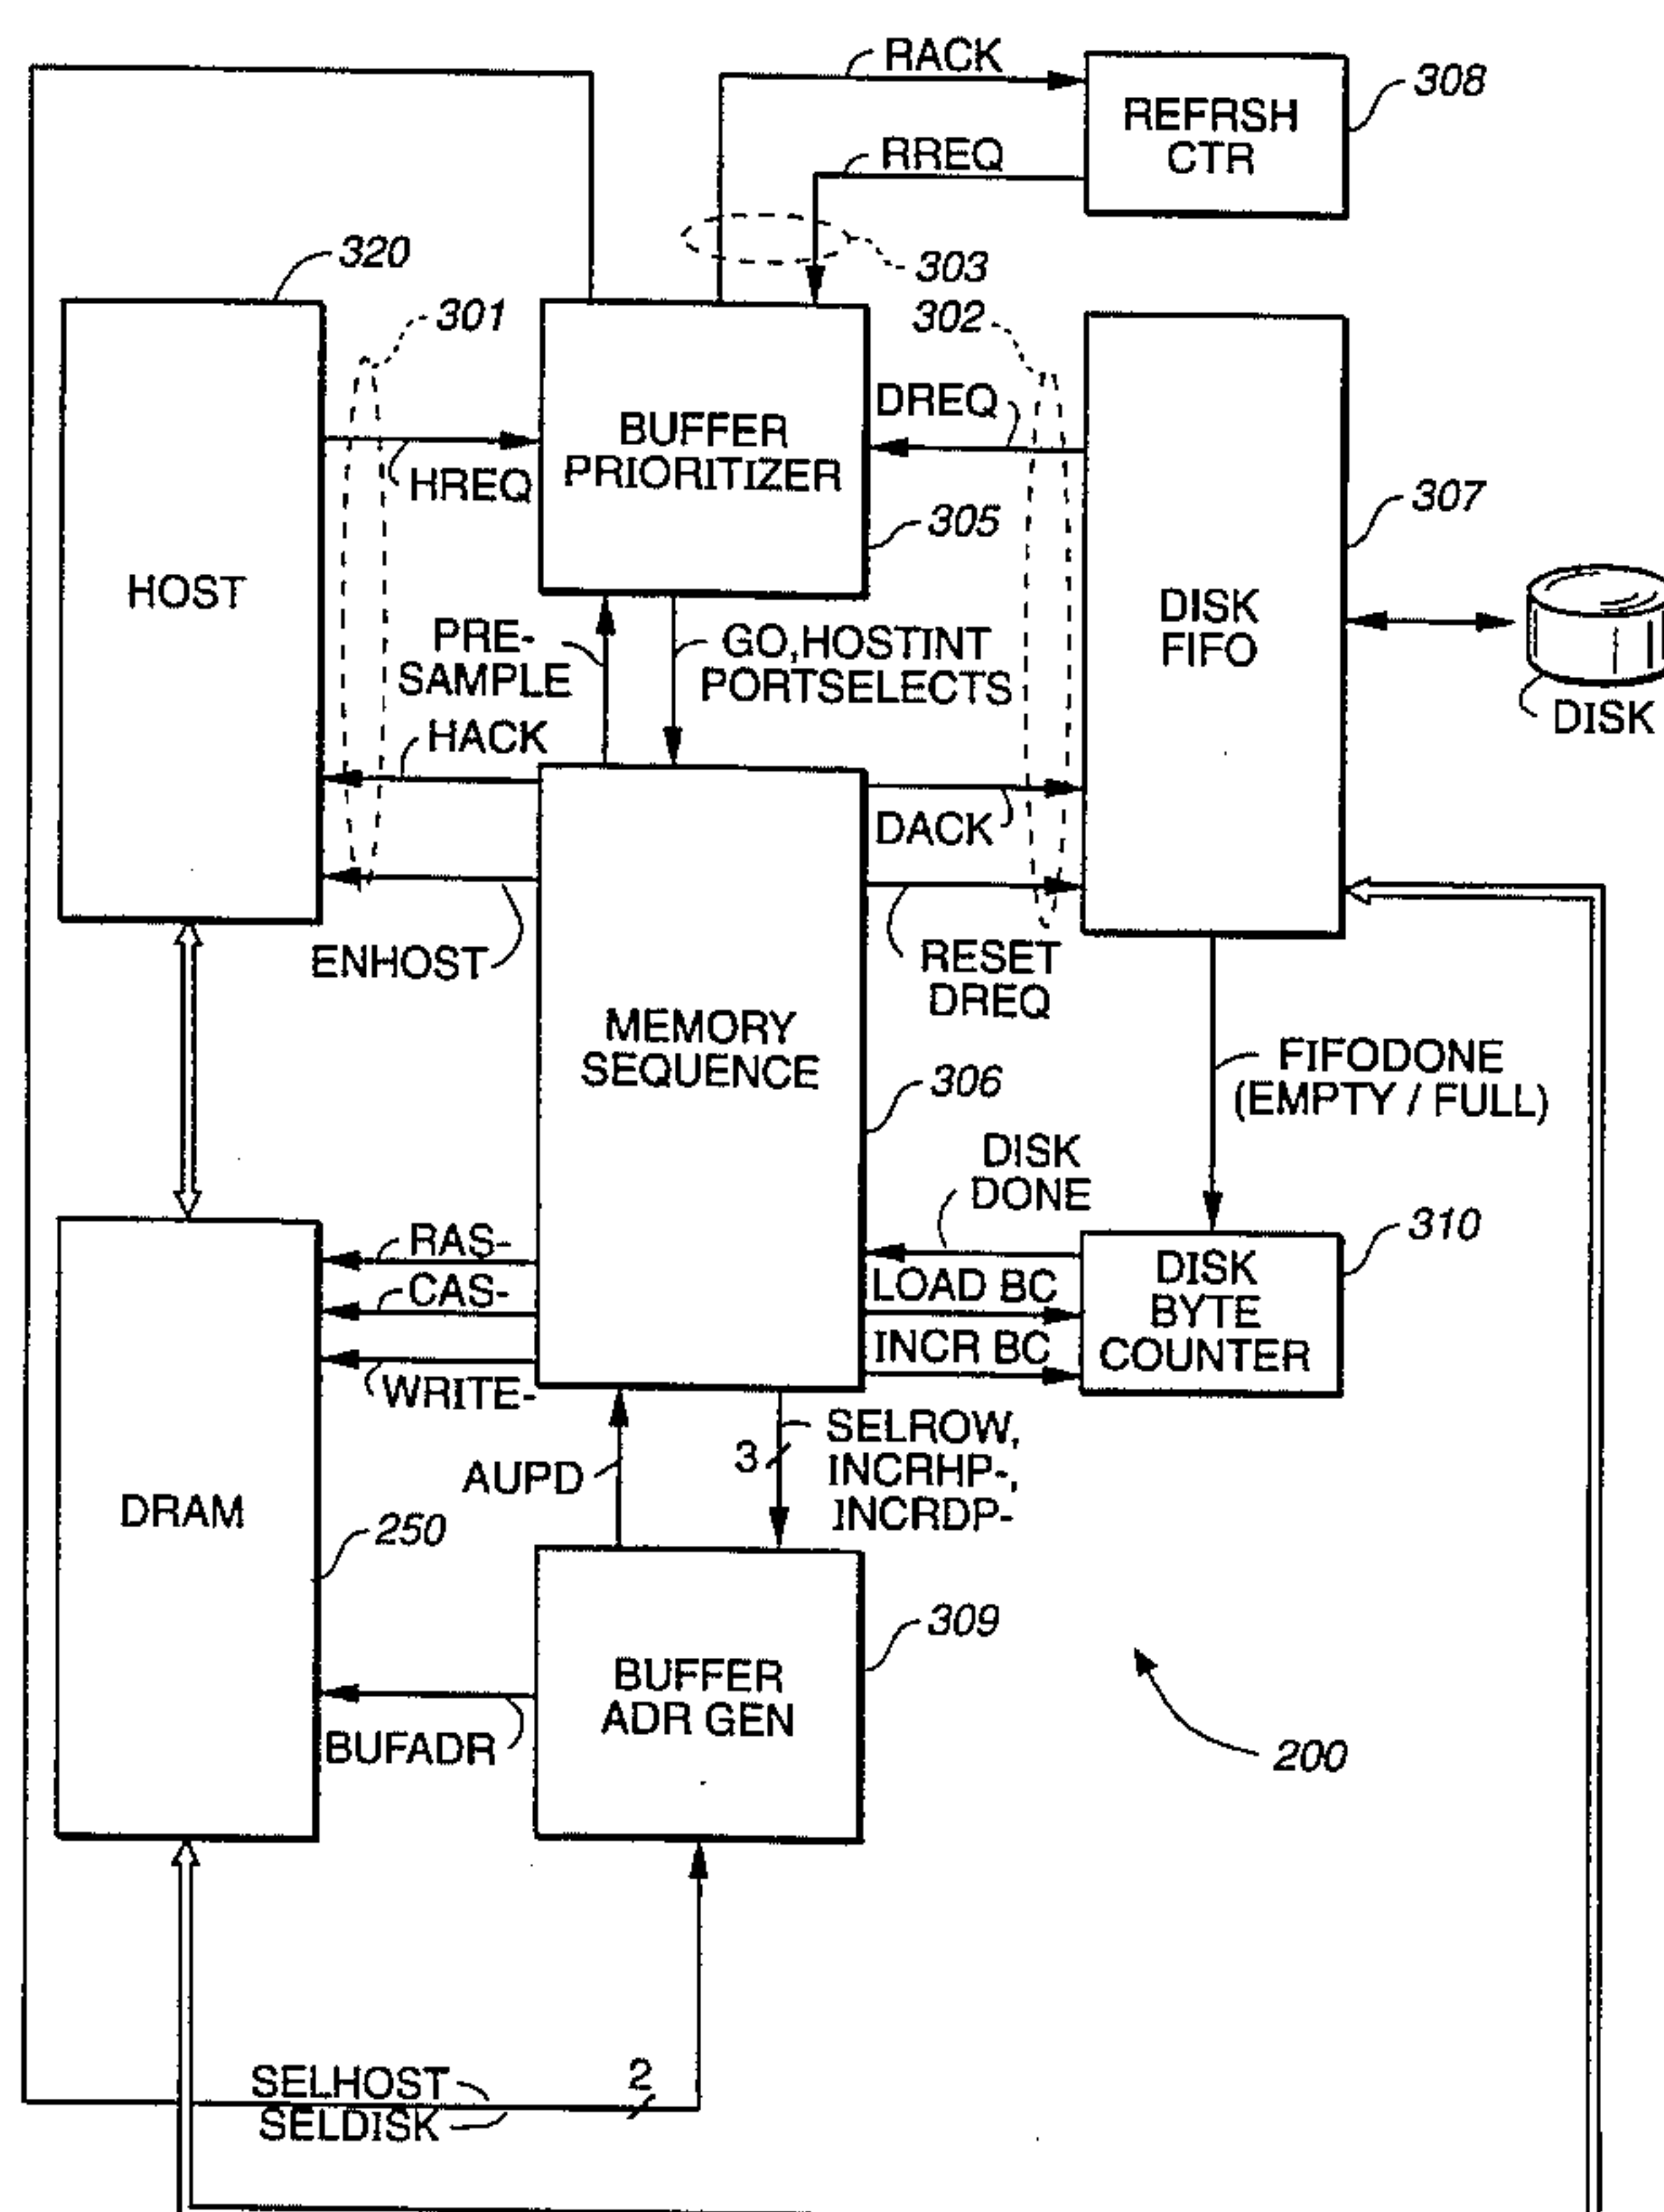 RACK
REFRSH
CTR
308
RREQ
303
320
301
302
HOST
HREQ
BUFFER
PRIORITIZER
305
DREQ
DISK
FIFO
307
DISK
PRE-
SAMPLE
GO,HOSTINT
PORTSELECTS
HACK
DACK
ENHOST
RESET
DREQ
MEMORY
SEQUENCE
306
FIFODONE
(EMPTY / FULL)
DISK
DONE
310
RAS-
CAS-
WRITE-
LOAD BC
INCR BC
DISK
BYTE
COUNTER
AUPD
3
SELROW,
INCRHP-,
INCRDP-
DRAM
250
BUFFER
ADR GEN
309
BUFADR
200
SELHOST
SELDISK
2